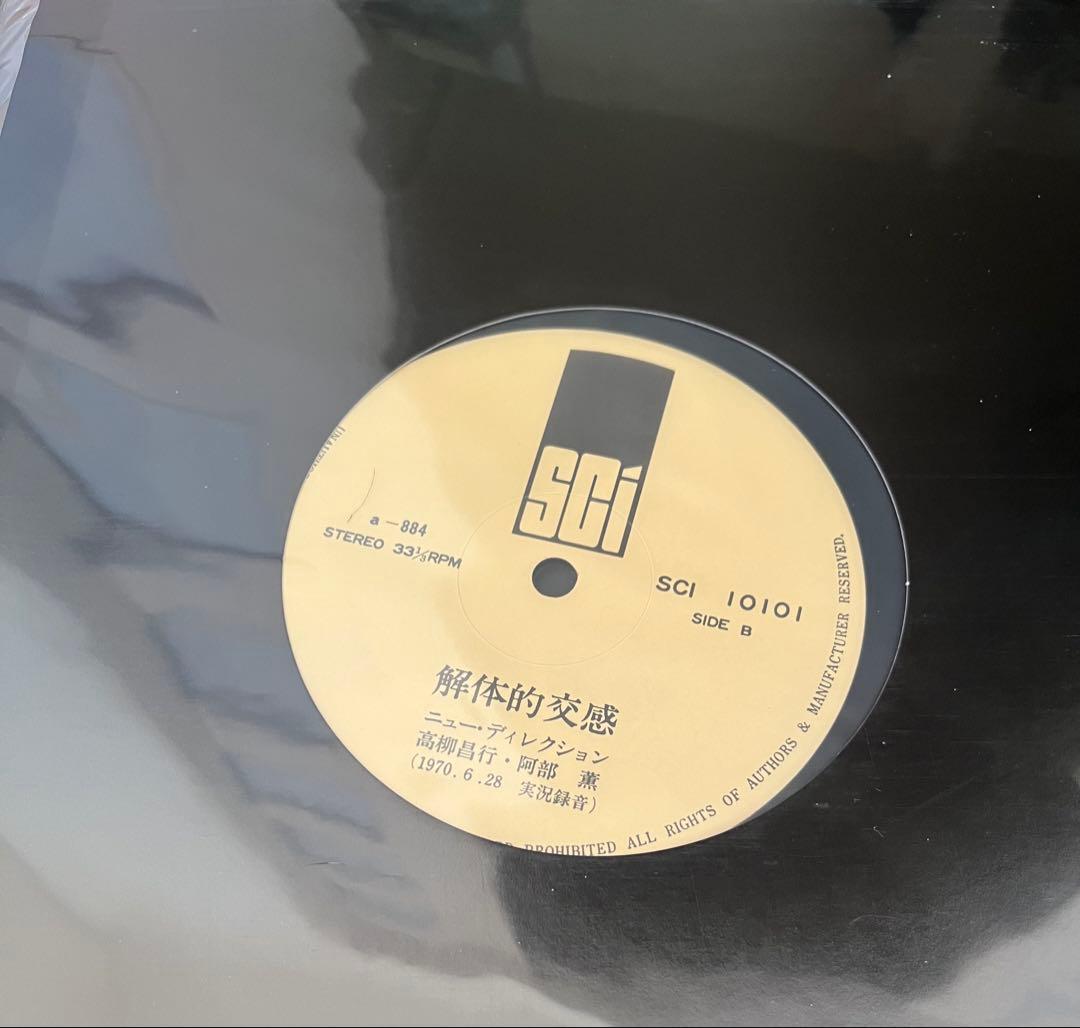 SCI
a-884
STEREO 33⅓RPM
SCI 10101
SIDE B
解体的交感
ニュー・ディレクション
高柳昌行・阿部 薫
(1970.6.28 実況録音)
PROHIBITED ALL RIGHTS OF AUTHORS & MANUFACTURER RESERVED.